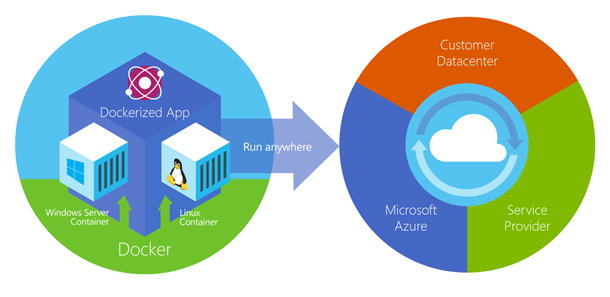 Dockerized App
Windows Server
Container
Linux
Container
Docker
Run anywhere
Customer
Datacenter
Microsoft
Azure
Service
Provider